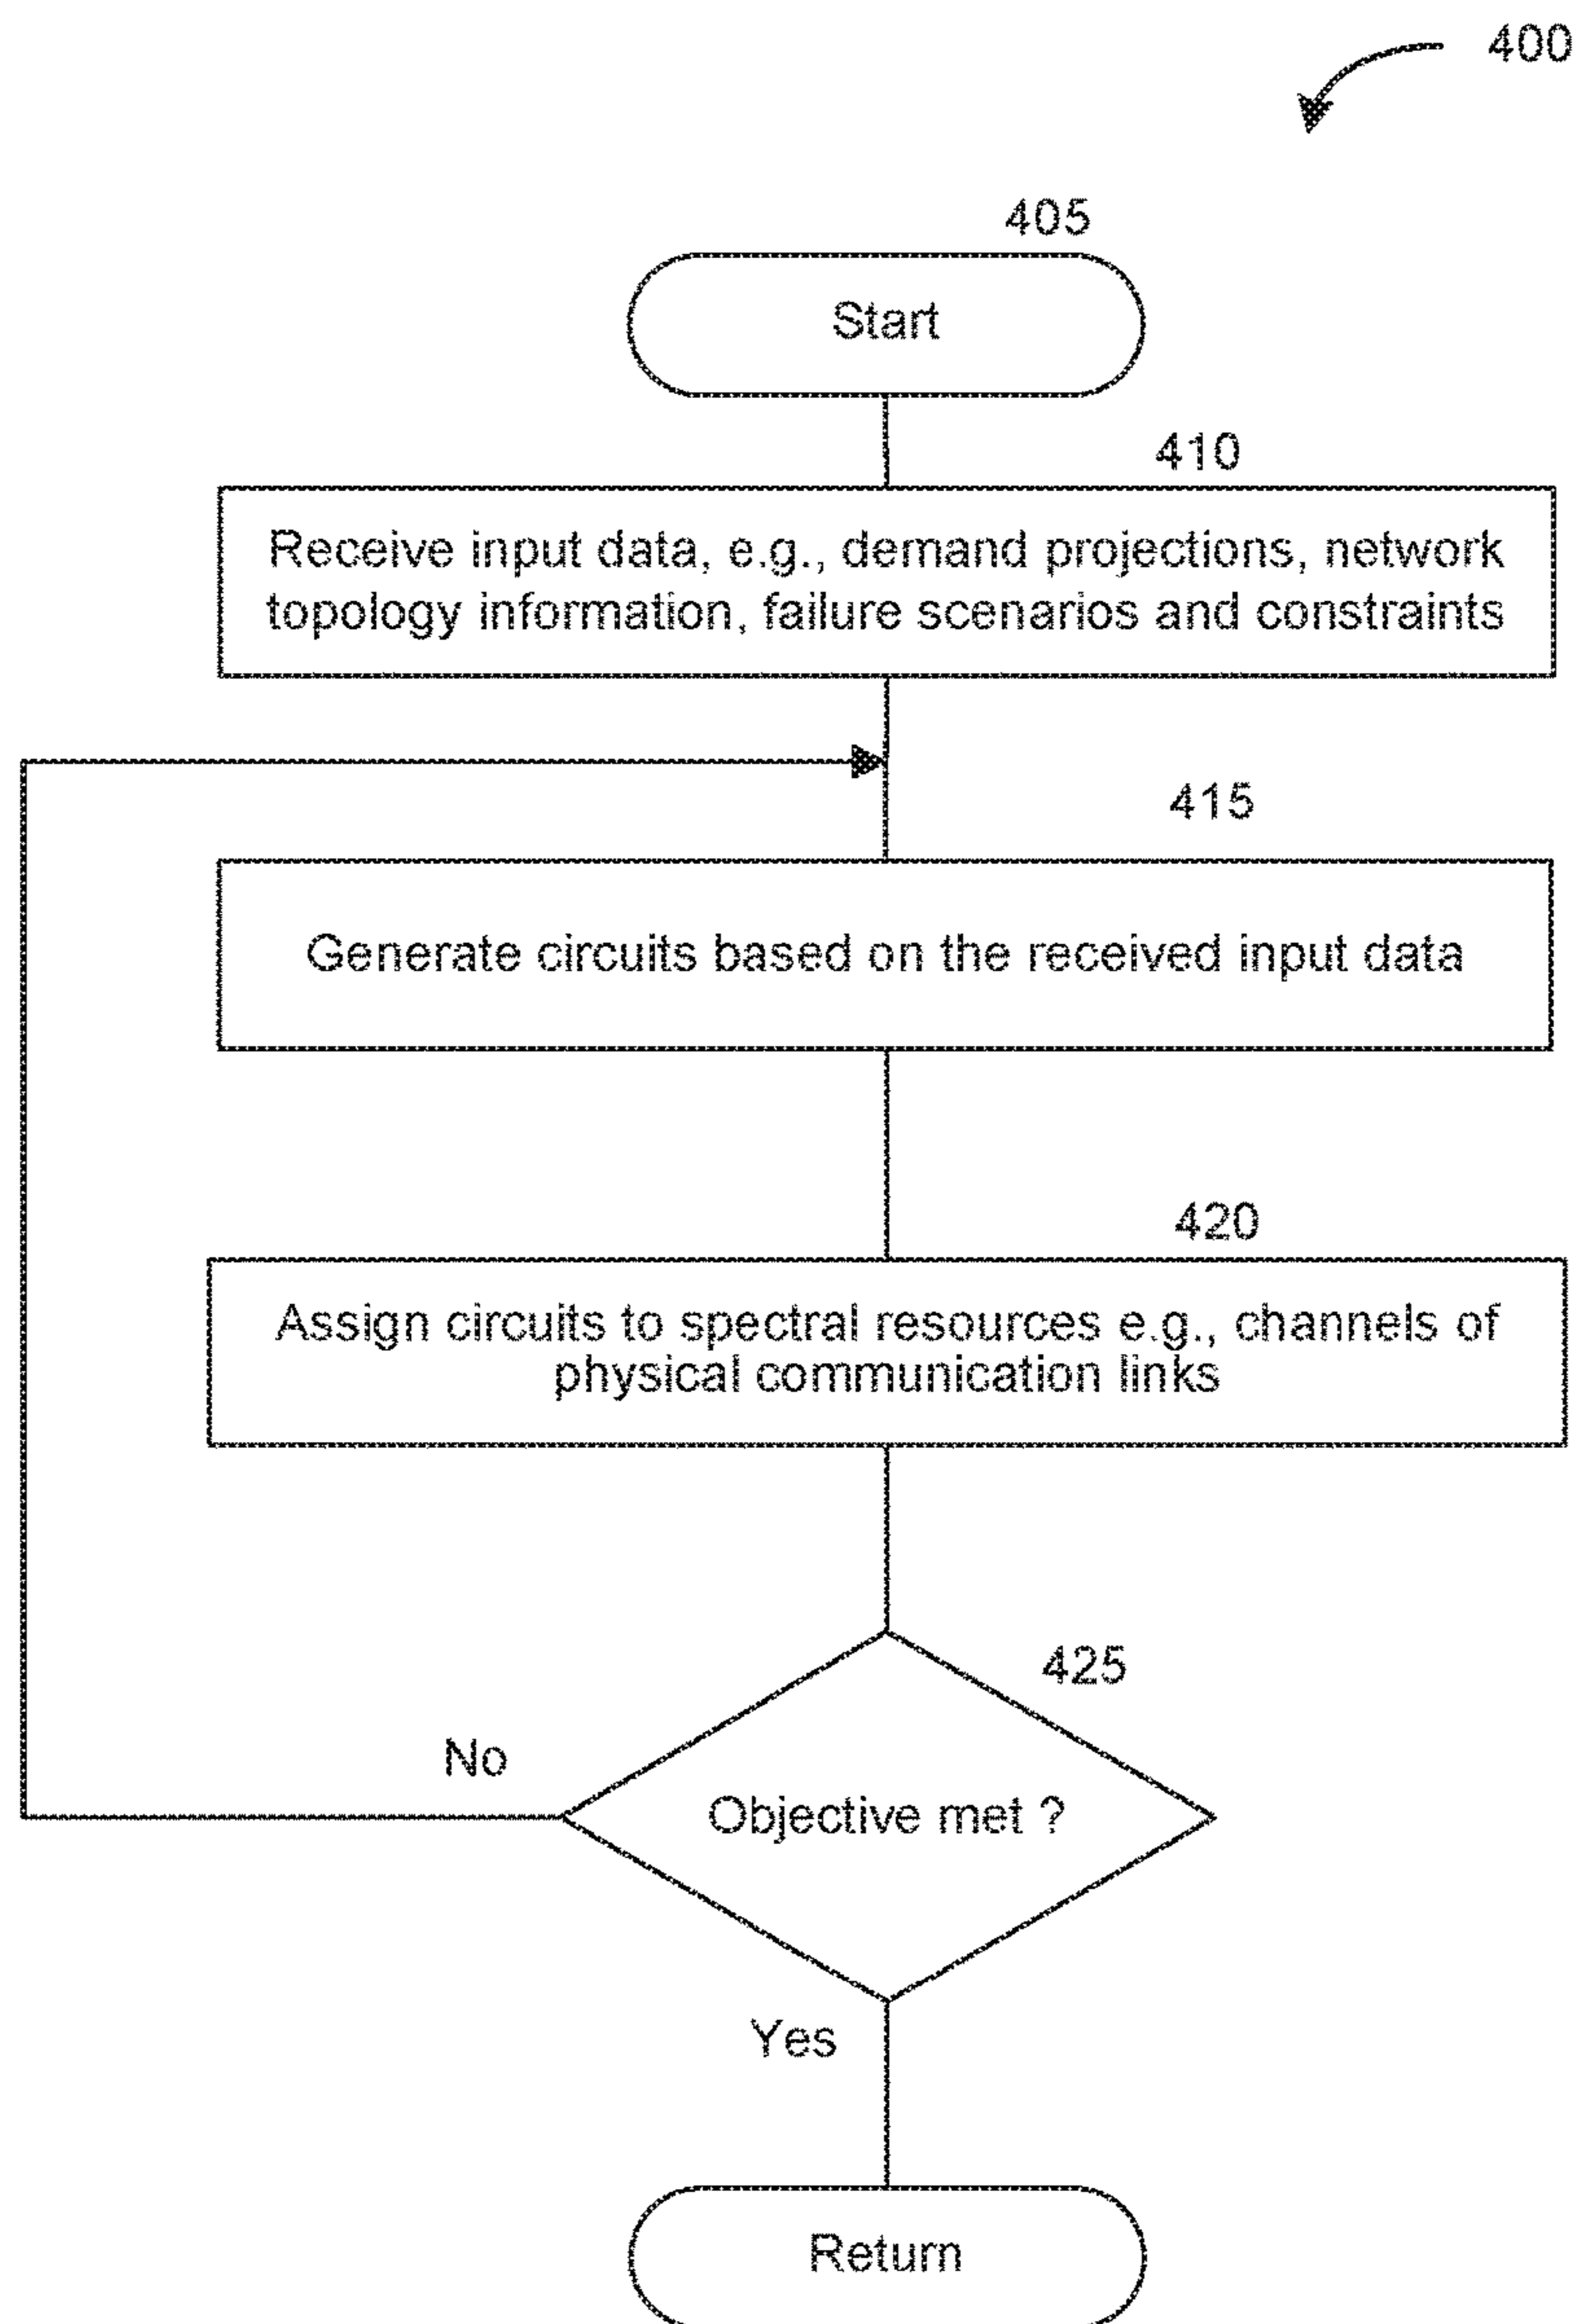 400
405
Start
410
Receive input data, e.g., demand projections, network
topology information, failure scenarios and constraints
415
Generate circuits based on the received input data
420
Assign circuits to spectral resources e.g., channels of
physical communication links
425
No
Objective met ?
Yes
Return